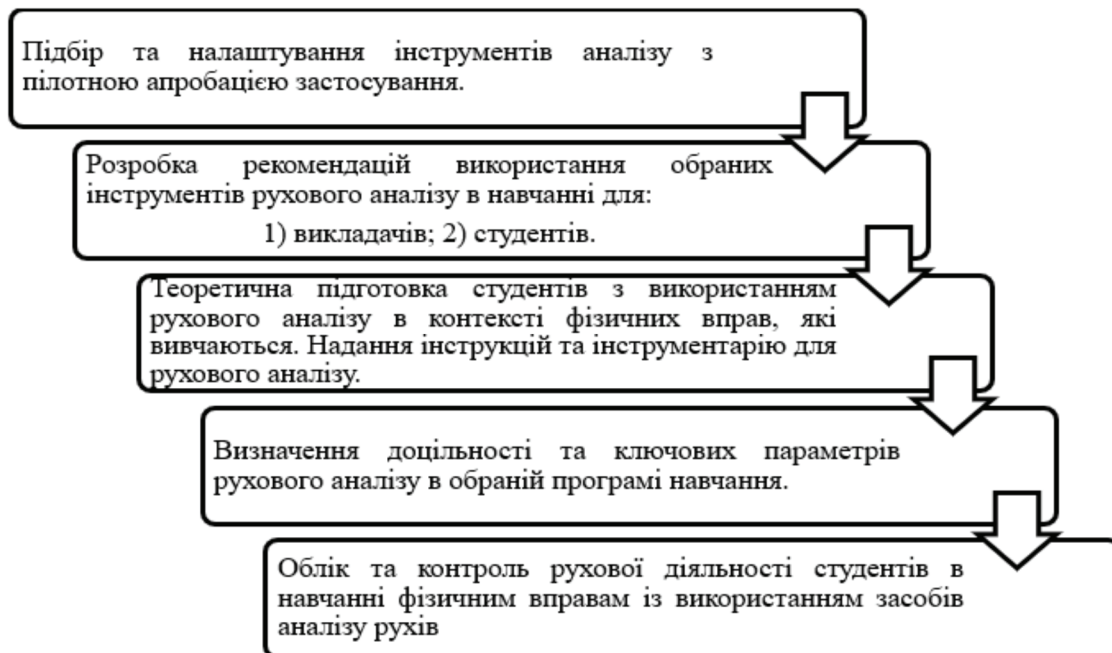 Підбір та налаштування інструментів аналізу з
пілотною апробацією застосування.
Розробка рекомендацій використання обраних
інструментів рухового аналізу в навчанні для:
1) викладачів; 2) студентів.
Теоретична підготовка студентів з використанням
рухового аналізу в контексті фізичних вправ, які
вивчаються. Надання інструкцій та інструментарію для
рухового аналізу.
Визначення доцільності та ключових параметрів
рухового аналізу в обраній програмі навчання.
Облік та контроль рухової діяльності студентів в
навчанні фізичним вправам із використанням засобів
аналізу рухів